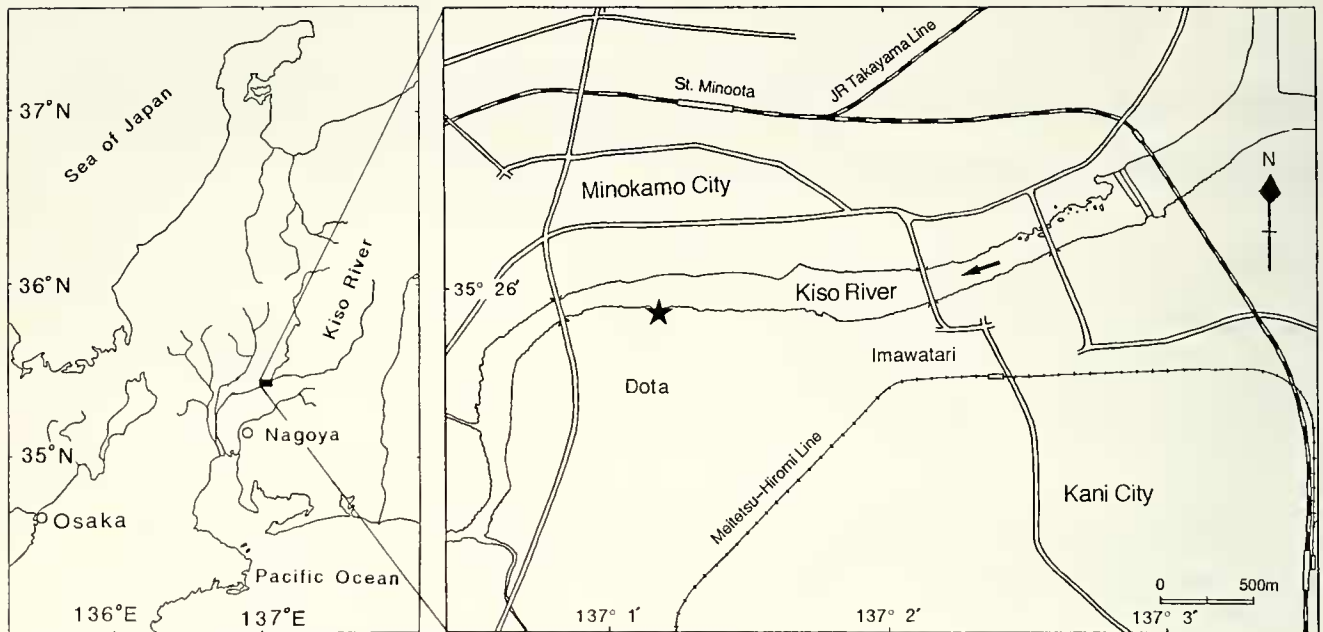 37°N
36°N
35°N
136°E
137°E
Sea of Japan
Kiso River
Nagoya
Osaka
Pacific Ocean
JR Takayama Line
St. Minoota
Minokamo City
N
35° 26′
Kiso River
Imawatari
Dota
Meitetsu-Hiromi Line
Kani City
0 500m
137° 1′
137° 2′
137° 3′